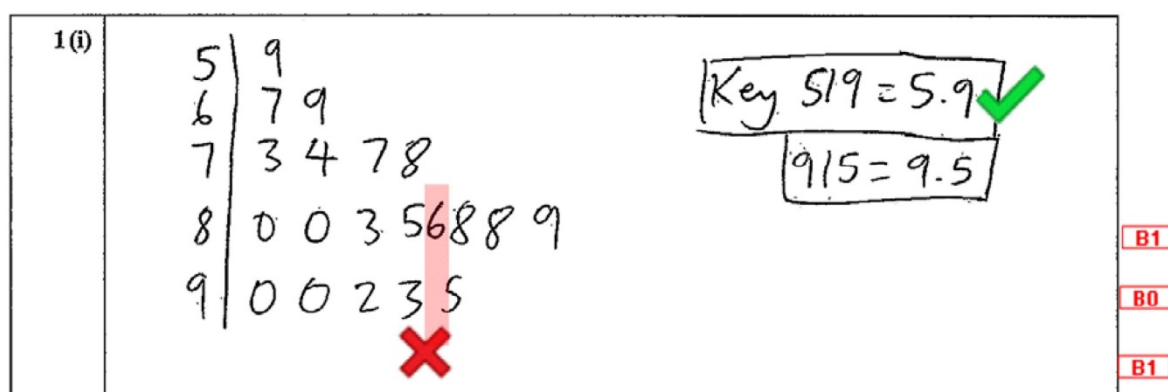 1(i)
5 | 9
6 | 7 9
7 | 3 4 7 8
8 | 0 0 3 5 6 8 8 9
9 | 0 0 2 3 5
Key 5|9 = 5.9
9|5 = 9.5
B1
B0
B1